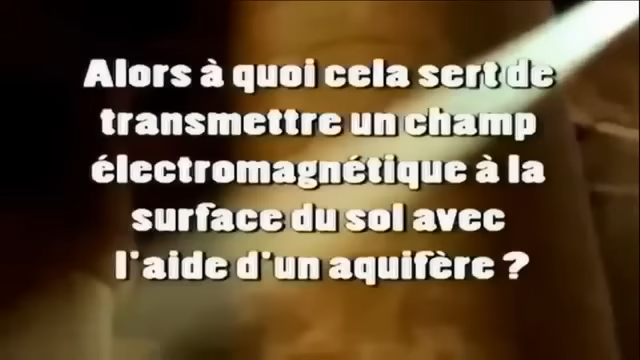 Alors à quoi cela sert de
transmettre un champ
électromagnétique à la
surface du sol avec
l'aide d'un aquifère ?